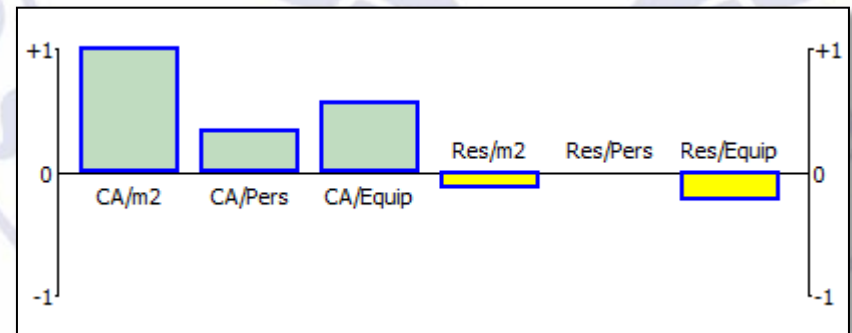 +1
+1
Res/m2
Res/Pers
Res/Equip
0
0
CA/m2
CA/Pers
CA/Equip
-1
-1